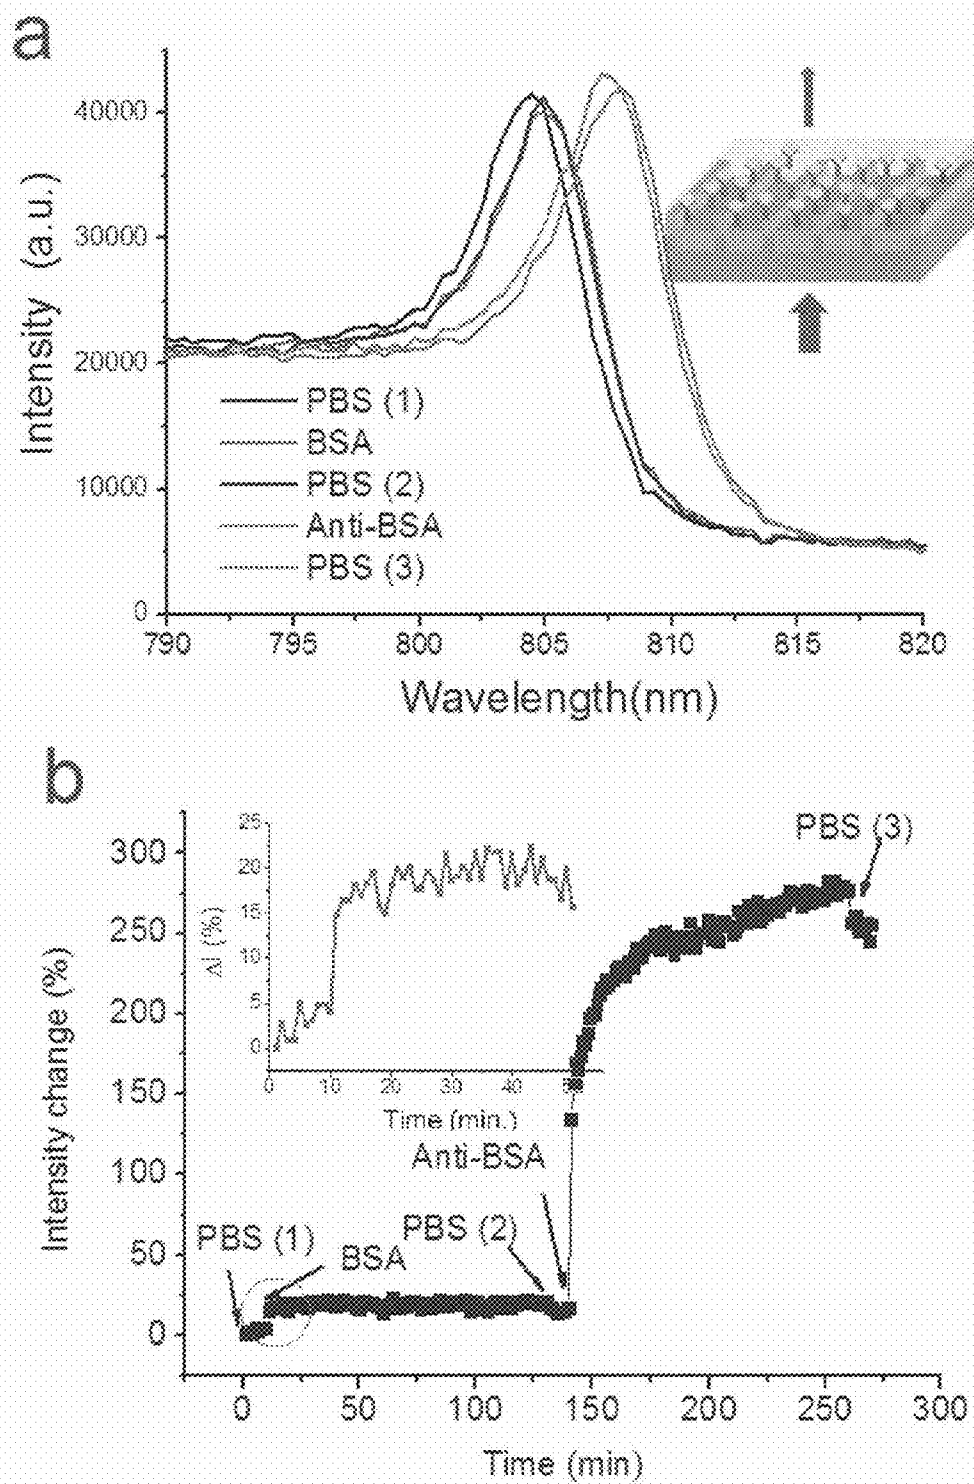 a
Intensity (a.u.)
40000
30000
20000
10000
0
PBS (1)
BSA
PBS (2)
Anti-BSA
PBS (3)
790 795 800 805 810 815 820
Wavelength(nm)
b
Intensity change (%)
300
250
200
150
100
50
0
ΔI (%)
25
20
15
10
5
0
0 10 20 30 40
Time (min.)
PBS (3)
Anti-BSA
PBS (2)
PBS (1)
BSA
0 50 100 150 200 250 300
Time (min)